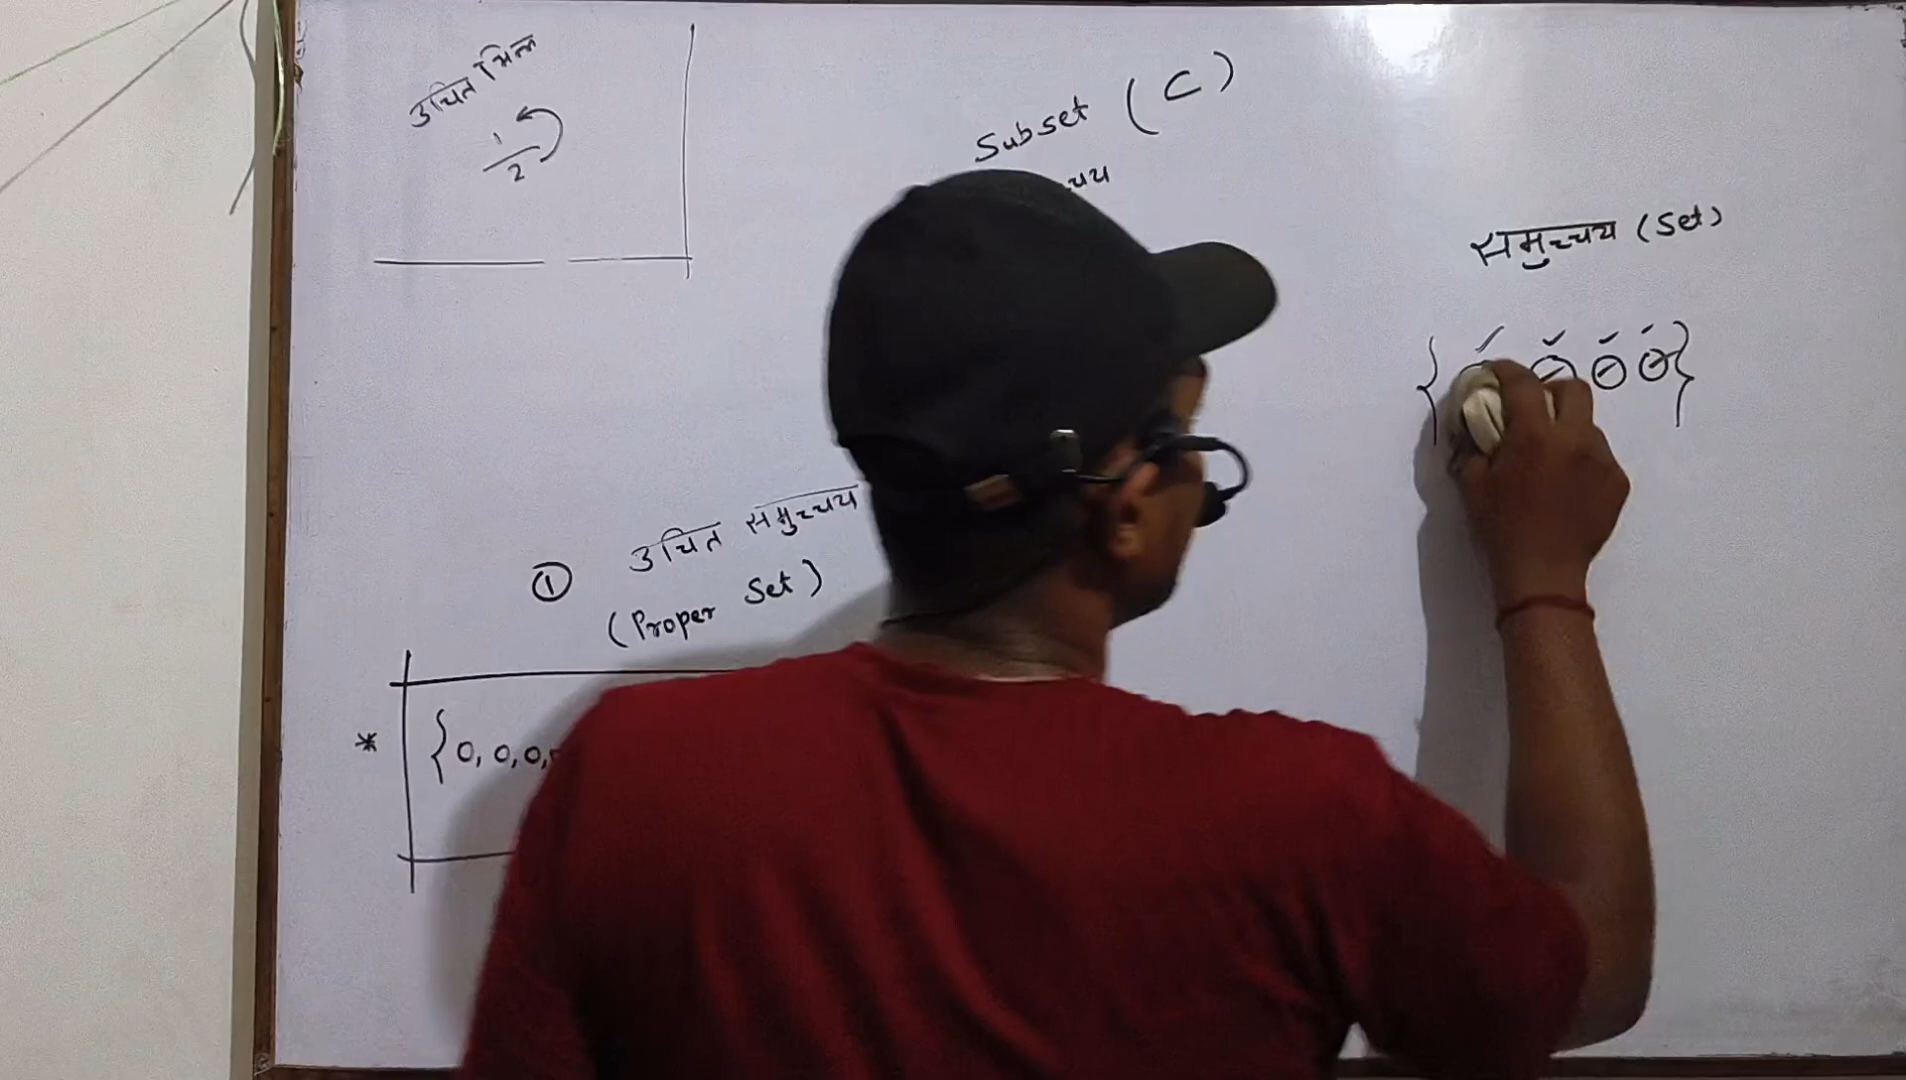 उचित भिन्न
1
2
Subset ( ⊂ )
समुच्चय (Set)
{ }
① उचित समुच्चय
(Proper Set)
* { 0, 0, 0,